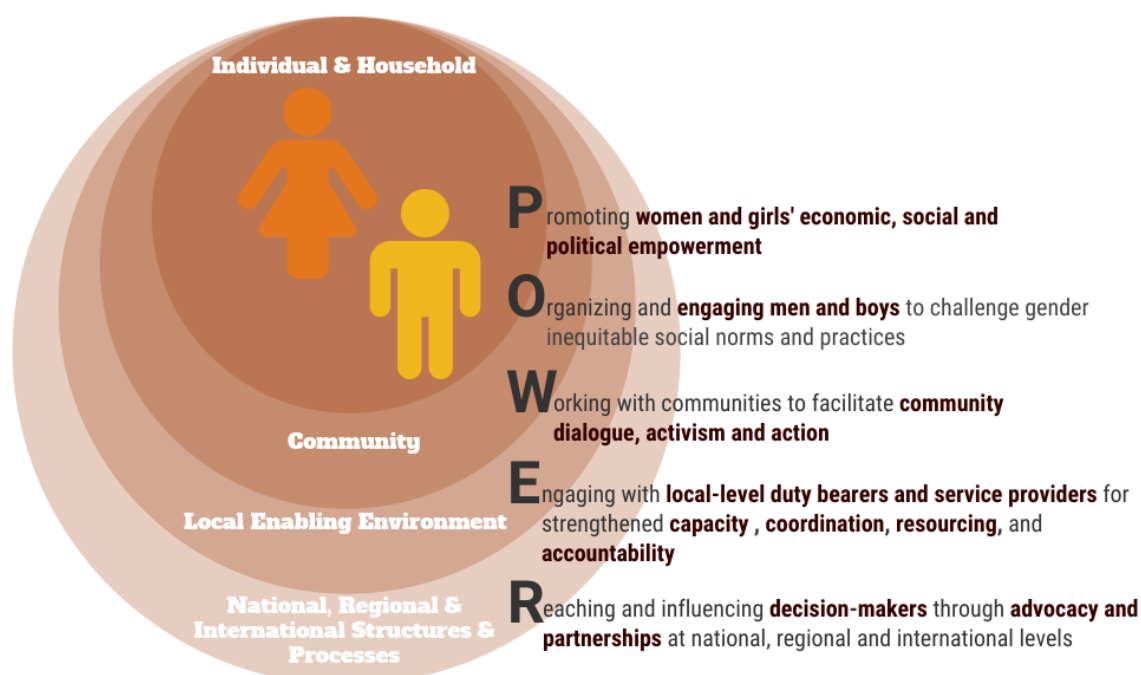 Individual & Household
Promoting women and girls' economic, social and
political empowerment
Organizing and engaging men and boys to challenge gender
inequitable social norms and practices
Working with communities to facilitate community
dialogue, activism and action
Community
Engaging with local-level duty bearers and service providers for
strengthened capacity , coordination, resourcing, and
accountability
Local Enabling Environment
Reaching and influencing decision-makers through advocacy and
partnerships at national, regional and international levels
National, Regional &
International Structures &
Processes